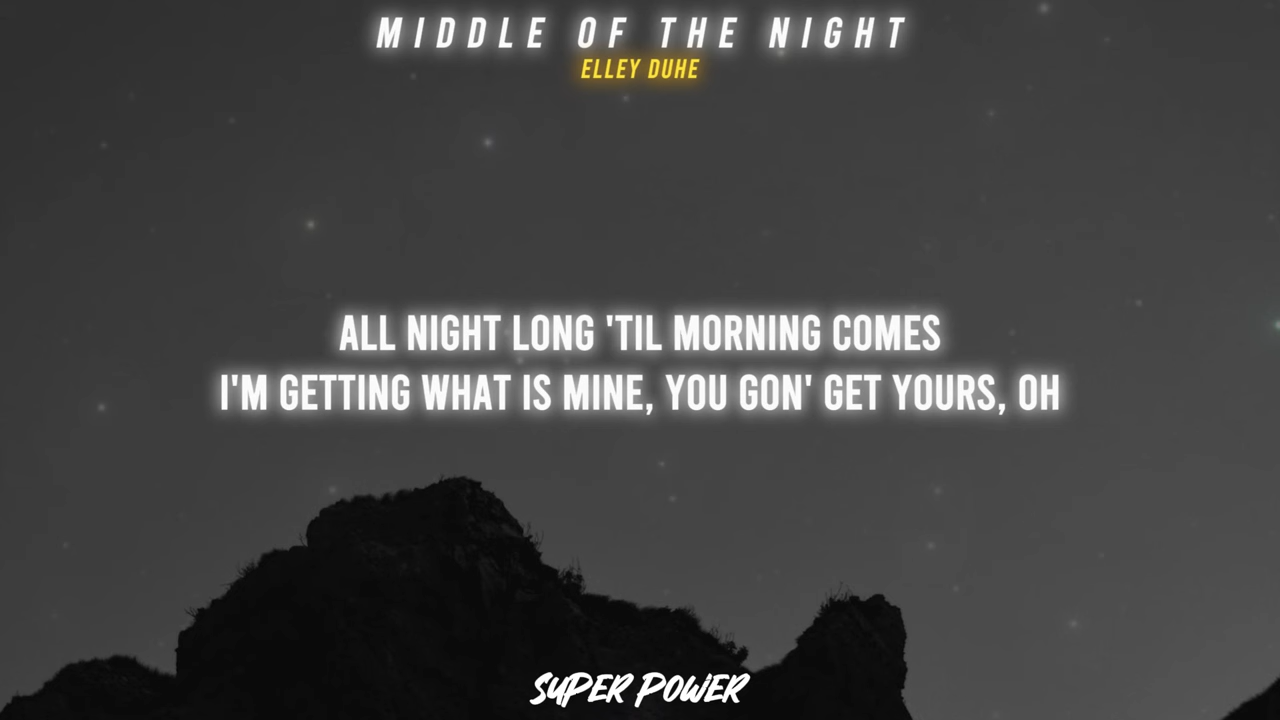 MIDDLE OF THE NIGHT
ELLEY DUHE
ALL NIGHT LONG 'TIL MORNING COMES
I'M GETTING WHAT IS MINE, YOU GON' GET YOURS, OH
SUPER POWER